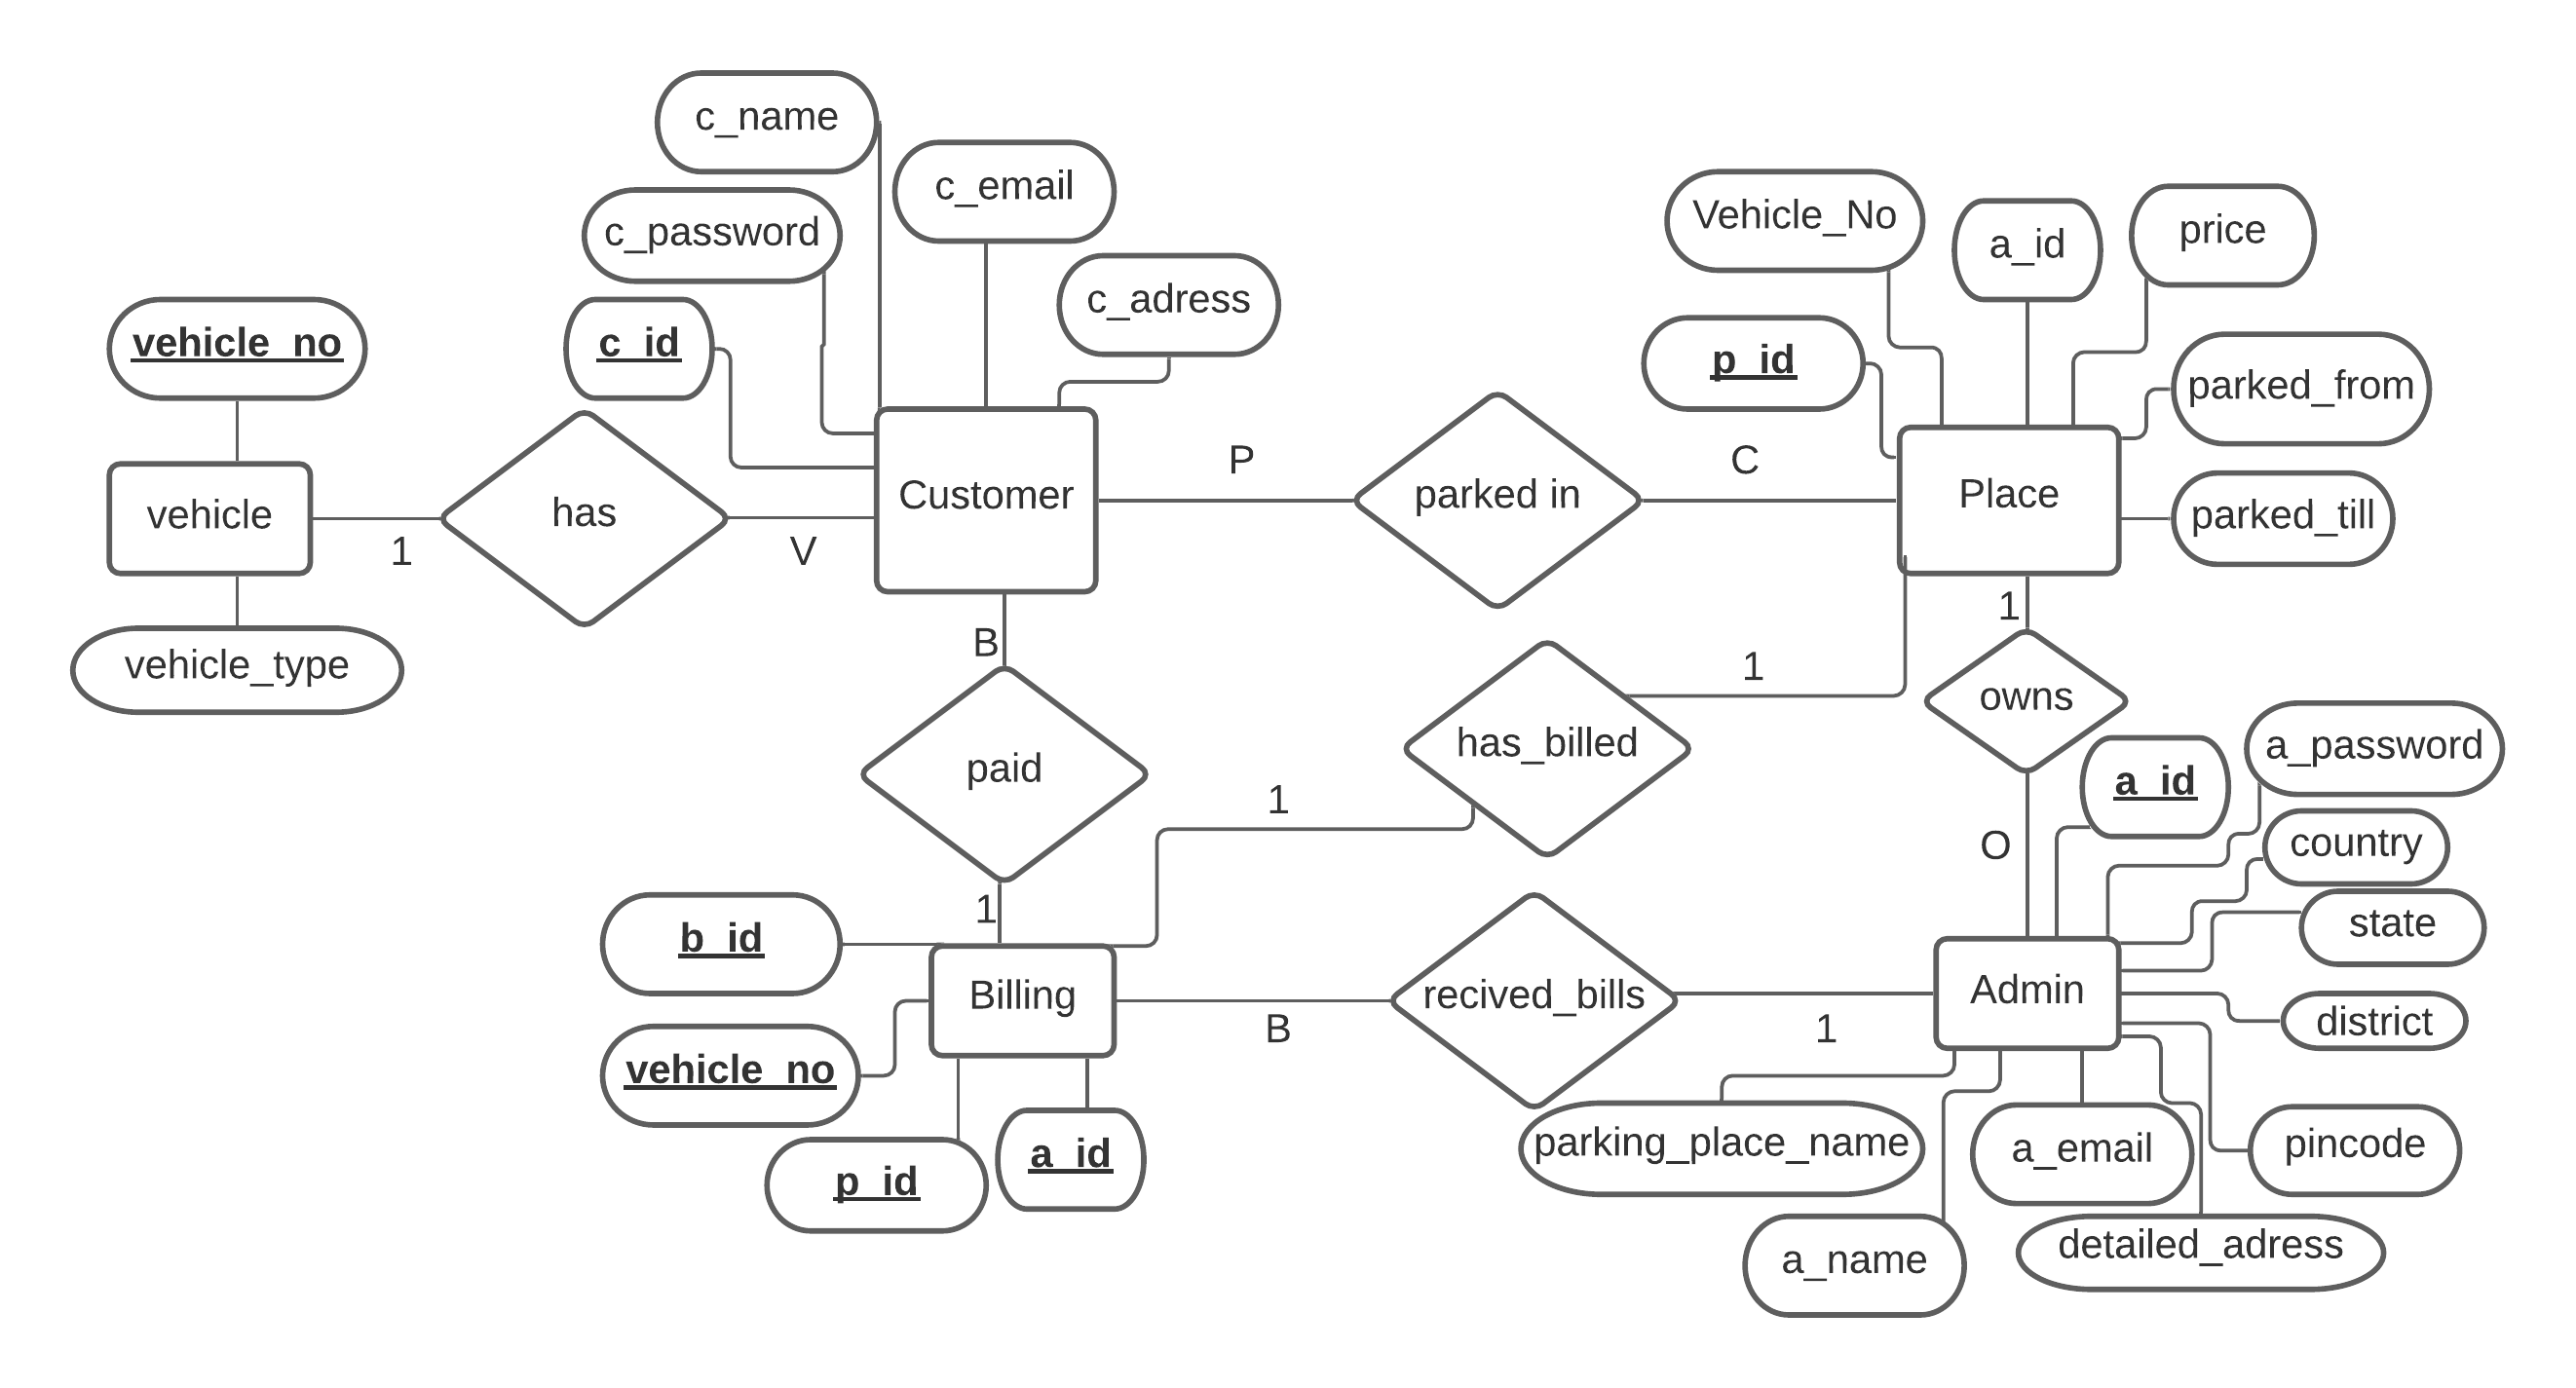 c_name
c_email
c_password
c_adress
c_id
vehicle_no
vehicle
vehicle_type
has
1
V
Customer
P
parked in
C
Vehicle_No
a_id
price
p_id
parked_from
Place
parked_till
1
owns
O
B
paid
1
has_billed
1
1
b_id
Billing
vehicle_no
p_id
a_id
B
recived_bills
1
Admin
a_id
a_password
country
state
district
pincode
a_email
parking_place_name
a_name
detailed_adress